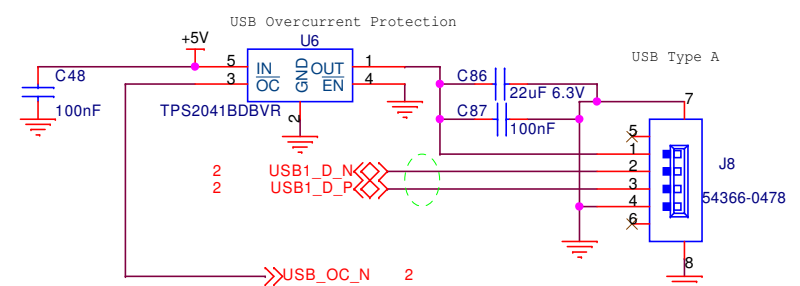 USB Overcurrent Protection
+5V
U6
USB Type A
C48
100nF
5
3
IN
OC
GND
OUT
EN
1
4
2
TPS2041BDBVR
C86
22uF 6.3V
C87
100nF
7
5
1
2
3
4
6
8
J8
54366-0478
2
USB1_D_N
2
USB1_D_P
USB_OC_N
2